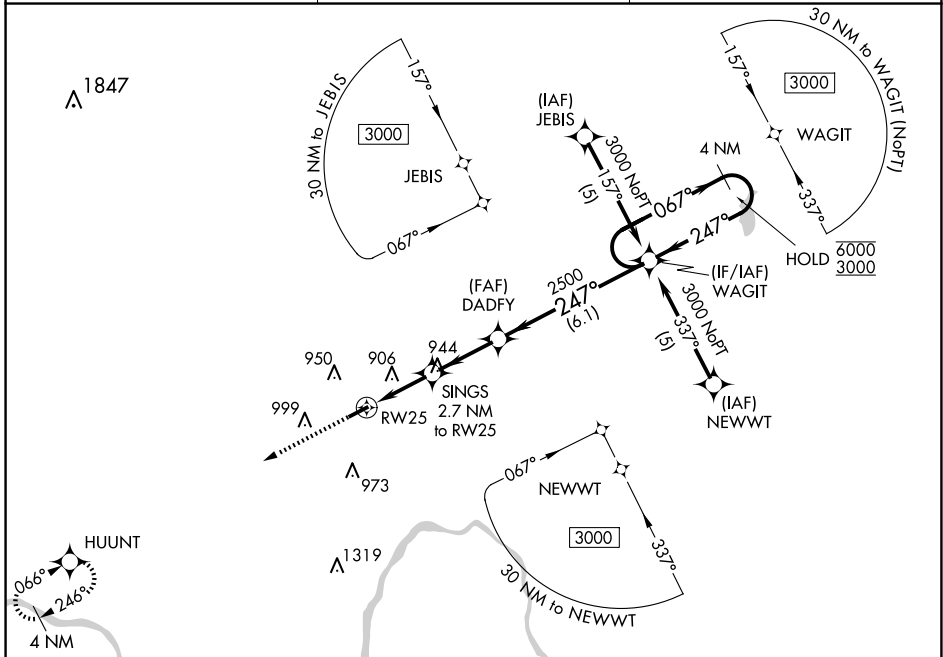 1847
30 NM to JEBIS
157°
3000
JEBIS
067°
(IAF)
JEBIS
3000 NoPT
157°
(5)
4 NM
067°
247°
30 NM to WAGIT (NoPT)
157°
3000
WAGIT
337°
HOLD 6000
3000
(IF/IAF)
WAGIT
2500
247°
(6.1)
(FAF)
DADFY
3000 NoPT
337°
(5)
(IAF)
NEWWT
950
906
944
SINGS
2.7 NM
to RW25
999
RW25
973
1319
067°
NEWWT
3000
337°
30 NM to NEWWT
HUUNT
066°
246°
4 NM